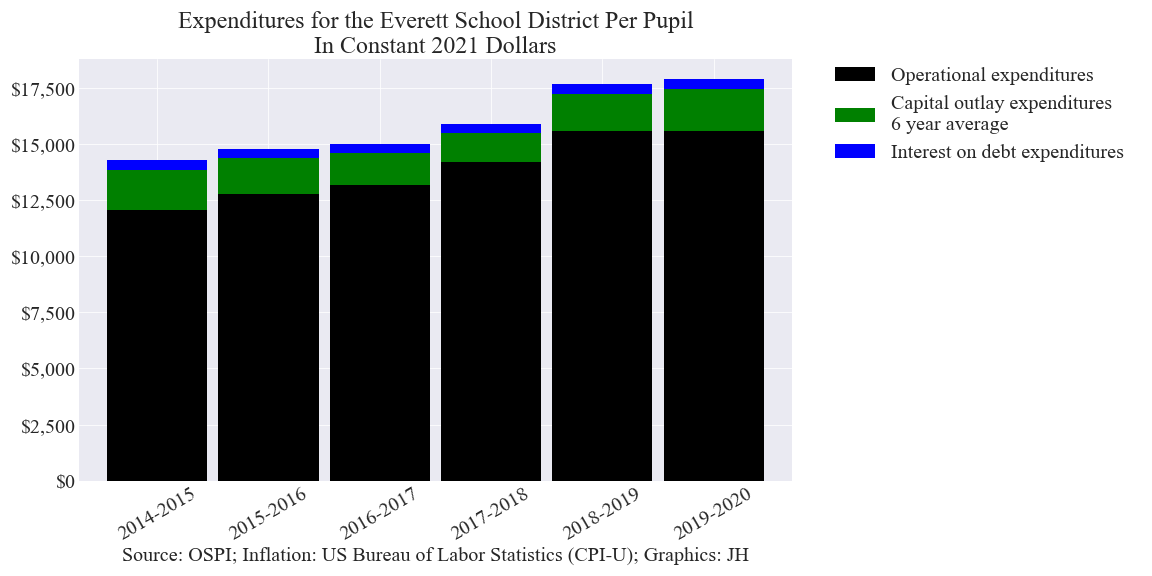 Expenditures for the Everett School District Per Pupil
In Constant 2021 Dollars
$17,500
$15,000
$12,500
$10,000
$7,500
$5,000
$2,500
$0
2014-2015
2015-2016
2016-2017
2017-2018
2018-2019
2019-2020
Source: OSPI; Inflation: US Bureau of Labor Statistics (CPI-U); Graphics: JH
Operational expenditures
Capital outlay expenditures
6 year average
Interest on debt expenditures